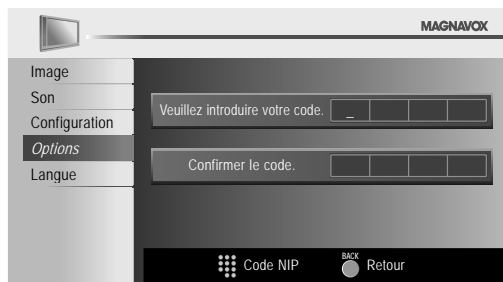 MAGNAVOX
Image
Son
Configuration
Options
Langue
Veuillez introduire votre code. _
Confirmer le code.
Code NIP
BACK
Retour